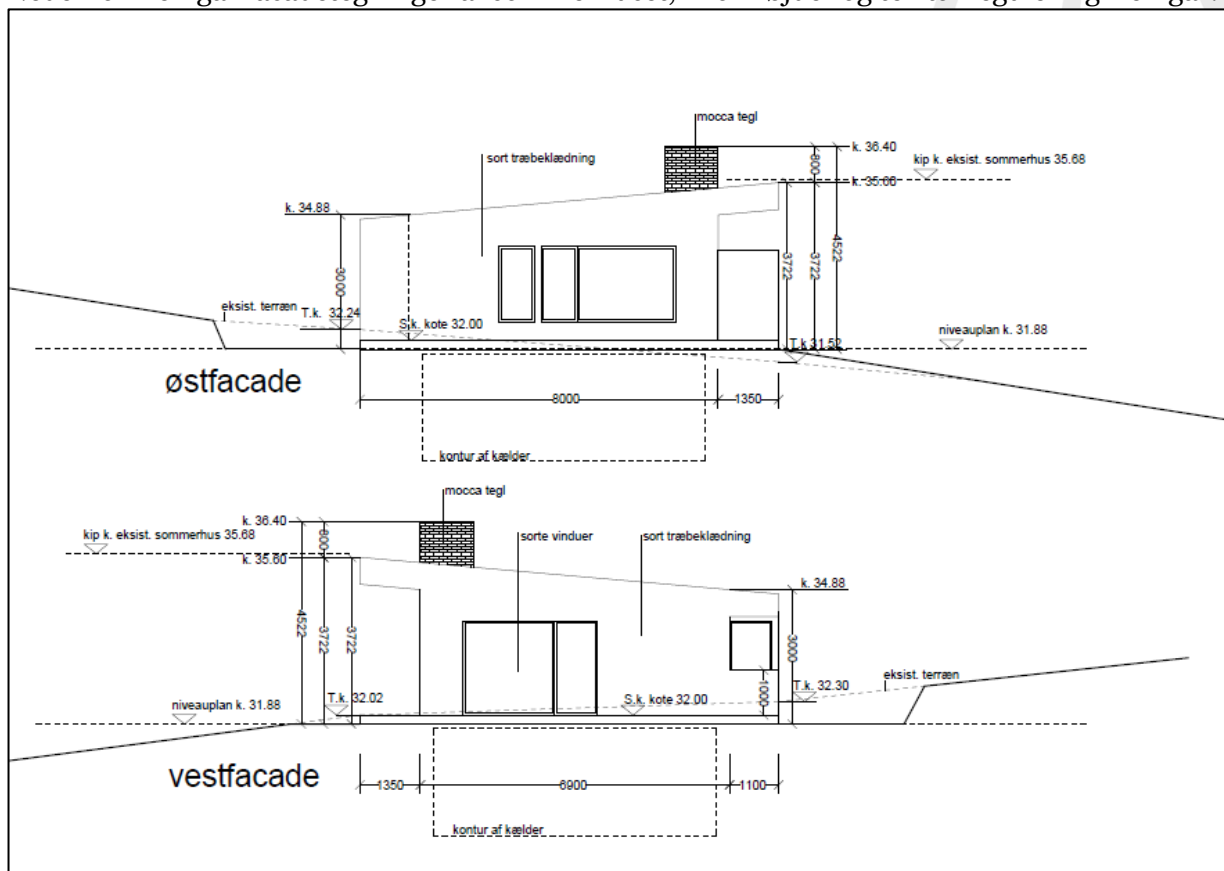 mocca tegl
sort træbeklædning
k. 36.40
kip k. eksist. sommerhus 35.68
800
k. 35.60
k. 34.88
3000
3722
3722
4522
eksist. terræn
T.k. 32.24
S.k. kote 32.00
niveauplan k. 31.88
T.k 31.52
østfacade
8000
1350
kontur af kælder
mocca tegl
k. 36.40
kip k. eksist. sommerhus 35.68
800
sorte vinduer
sort træbeklædning
k. 35.60
k. 34.88
4522
3722
3722
3000
eksist. terræn
T.k. 32.30
1000
T.k. 32.02
S.k. kote 32.00
niveauplan k. 31.88
vestfacade
1350
6900
1100
kontur af kælder